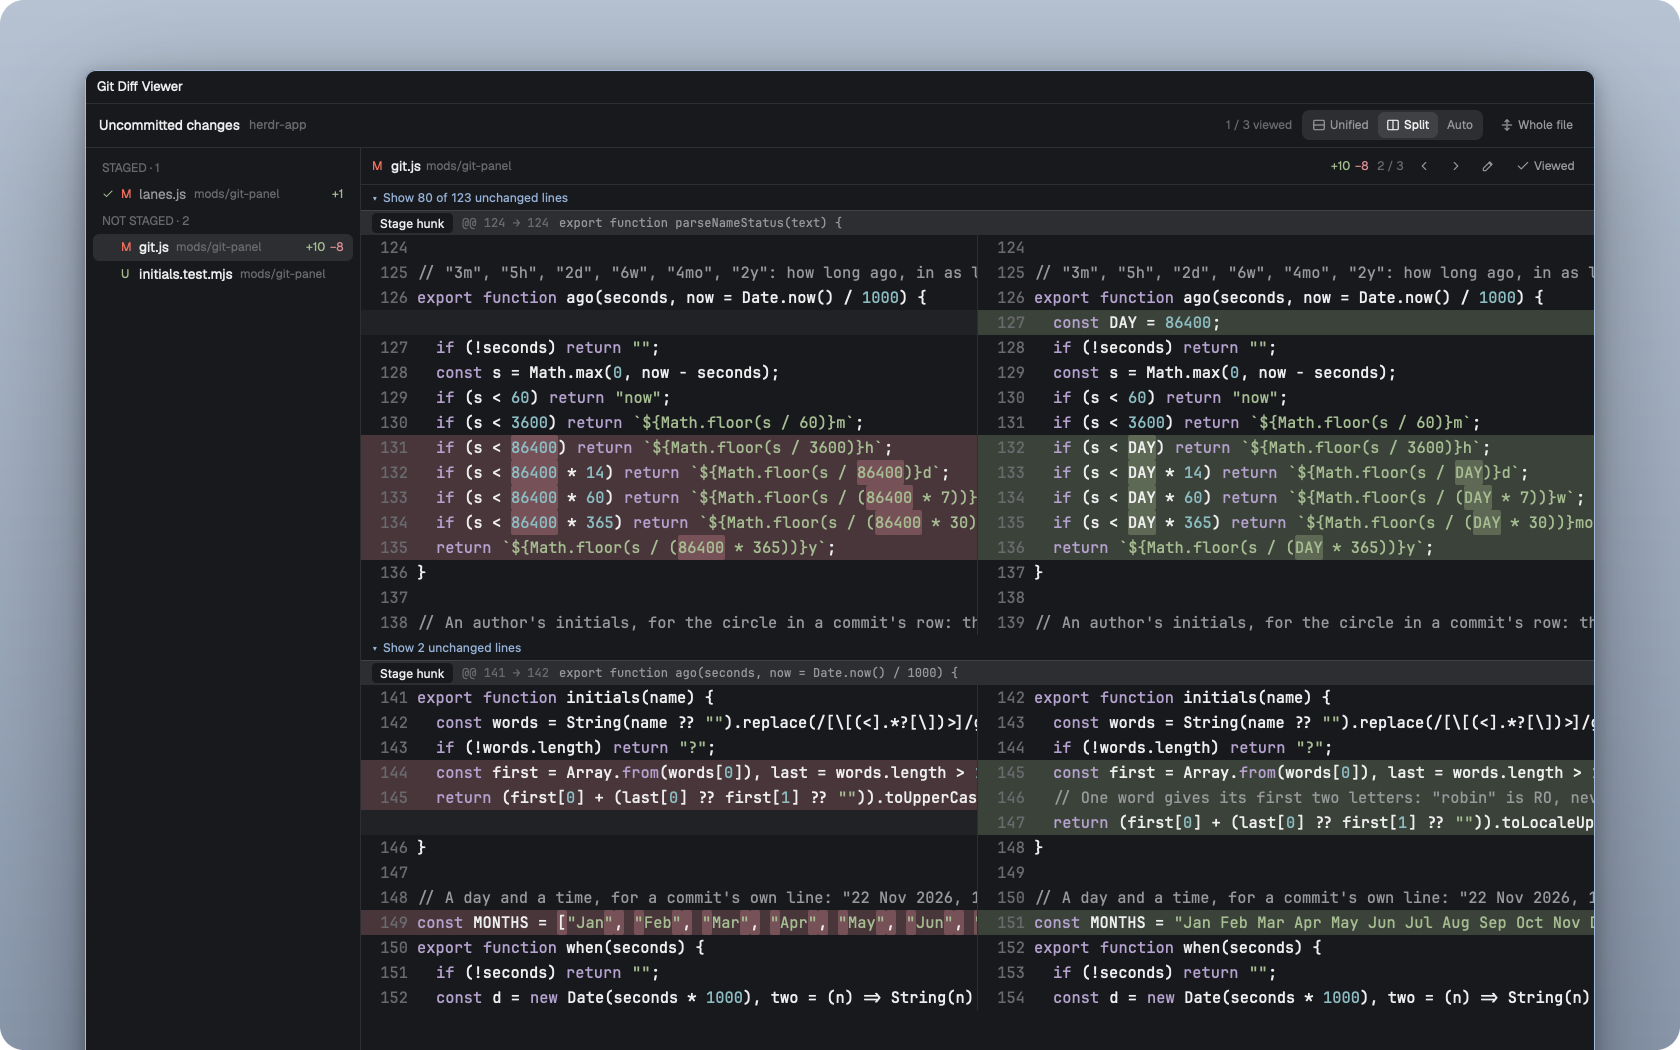 Git Diff Viewer
Uncommitted changes herdr-app 1 / 3 viewed Unified Split Auto Whole file
STAGED · 1
✓ M lanes.js mods/git-panel +1
NOT STAGED · 2
M git.js mods/git-panel +10 −8
U initials.test.mjs mods/git-panel
M git.js mods/git-panel +10 −8 2 / 3 Viewed
Show 80 of 123 unchanged lines
Stage hunk @@ 124 → 124 export function parseNameStatus(text) {
124
125 // "3m", "5h", "2d", "6w", "4mo", "2y": how long ago, in as
126 export function ago(seconds, now = Date.now() / 1000) {
127 if (!seconds) return "";
128 const s = Math.max(0, now - seconds);
129 if (s < 60) return "now";
130 if (s < 3600) return `${Math.floor(s / 60)}m`;
131 if (s < 86400) return `${Math.floor(s / 3600)}h`;
132 if (s < 86400 * 14) return `${Math.floor(s / 86400)}d`;
133 if (s < 86400 * 60) return `${Math.floor(s / (86400 * 7))}
134 if (s < 86400 * 365) return `${Math.floor(s / (86400 * 30)
135 return `${Math.floor(s / (86400 * 365))}y`;
136 }
137
138 // An author's initials, for the circle in a commit's row:
124
125 // "3m", "5h", "2d", "6w", "4mo", "2y": how long ago, in as
126 export function ago(seconds, now = Date.now() / 1000) {
127 const DAY = 86400;
128 if (!seconds) return "";
129 const s = Math.max(0, now - seconds);
130 if (s < 60) return "now";
131 if (s < 3600) return `${Math.floor(s / 60)}m`;
132 if (s < DAY) return `${Math.floor(s / 3600)}h`;
133 if (s < DAY * 14) return `${Math.floor(s / DAY)}d`;
134 if (s < DAY * 60) return `${Math.floor(s / (DAY * 7))}w`;
135 if (s < DAY * 365) return `${Math.floor(s / (DAY * 30))}mo
136 return `${Math.floor(s / (DAY * 365))}y`;
137 }
138
139 // An author's initials, for the circle in a commit's row:
Show 2 unchanged lines
Stage hunk @@ 141 → 142 export function ago(seconds, now = Date.now() / 1000) {
141 export function initials(name) {
142 const words = String(name ?? "").replace(/[\[(<].*?[\])>]/
143 if (!words.length) return "?";
144 const first = Array.from(words[0]), last = words.length >
145 return (first[0] + (last[0] ?? first[1] ?? "")).toUpperCas
146 }
147
148 // A day and a time, for a commit's own line: "22 Nov 2026,
149 const MONTHS = ["Jan", "Feb", "Mar", "Apr", "May", "Jun",
150 export function when(seconds) {
151 if (!seconds) return "";
152 const d = new Date(seconds * 1000), two = (n) => String(n)
142 export function initials(name) {
143 const words = String(name ?? "").replace(/[\[(<].*?[\])>]/
144 if (!words.length) return "?";
145 const first = Array.from(words[0]), last = words.length >
146 // One word gives its first two letters: "robin" is RO, nev
147 return (first[0] + (last[0] ?? first[1] ?? "")).toLocaleUp
148 }
149
150 // A day and a time, for a commit's own line: "22 Nov 2026,
151 const MONTHS = "Jan Feb Mar Apr May Jun Jul Aug Sep Oct Nov
152 export function when(seconds) {
153 if (!seconds) return "";
154 const d = new Date(seconds * 1000), two = (n) => String(n)